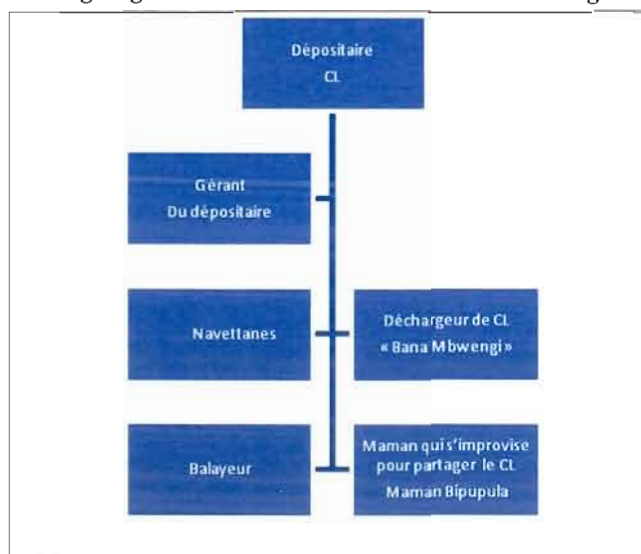 Dépositaire
CL
Gérant
Du dépositaire
Navettanes
Déchargeur de CL
« Bana Mbwengi »
Balayeur
Maman qui s'improvise
pour partager le CL
Maman Bipupula